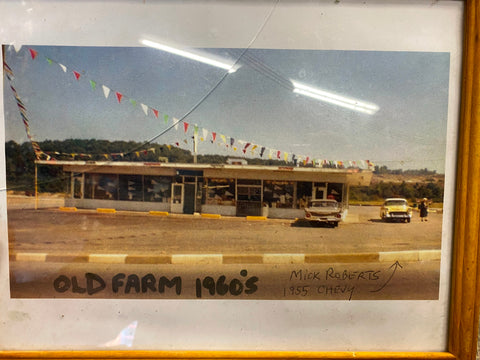 OLD FARM 1960'S
MICK ROBERTS
1955 CHEVY